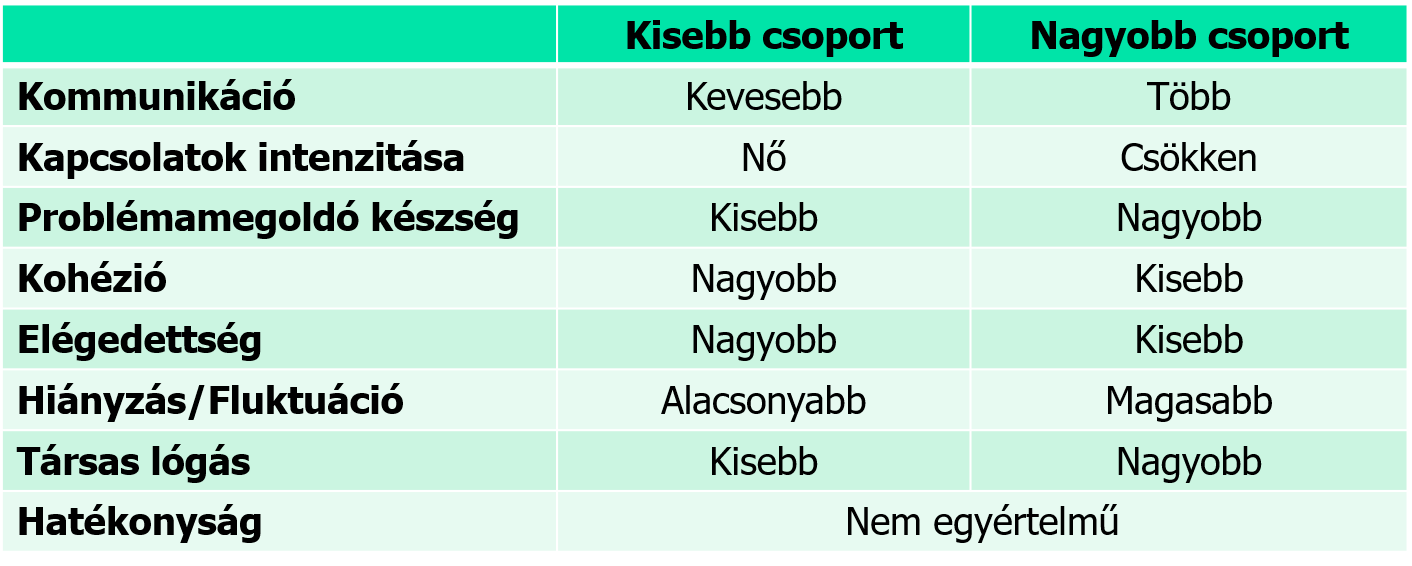 Kisebb csoport Nagyobb csoport
Kommunikáció Kevesebb Több
Kapcsolatok intenzitása Nő Csökken
Problémamegoldó készség Kisebb Nagyobb
Kohézió Nagyobb Kisebb
Elégedettség Nagyobb Kisebb
Hiányzás/Fluktuáció Alacsonyabb Magasabb
Társas lógás Kisebb Nagyobb
Hatékonyság Nem egyértelmű